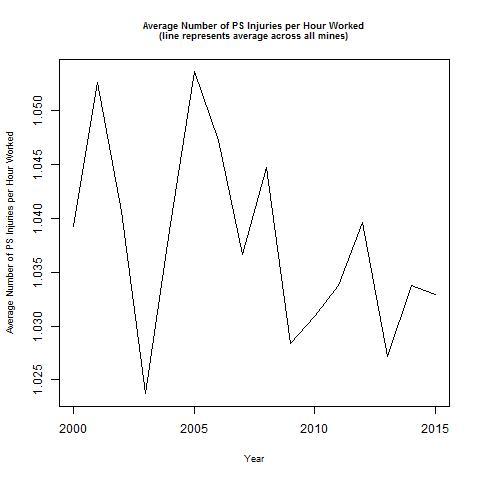 Average Number of PS Injuries per Hour Worked
(line represents average across all mines)
Average Number of PS Injuries per Hour Worked
1.050
1.045
1.040
1.035
1.030
1.025
2000 2005 2010 2015
Year